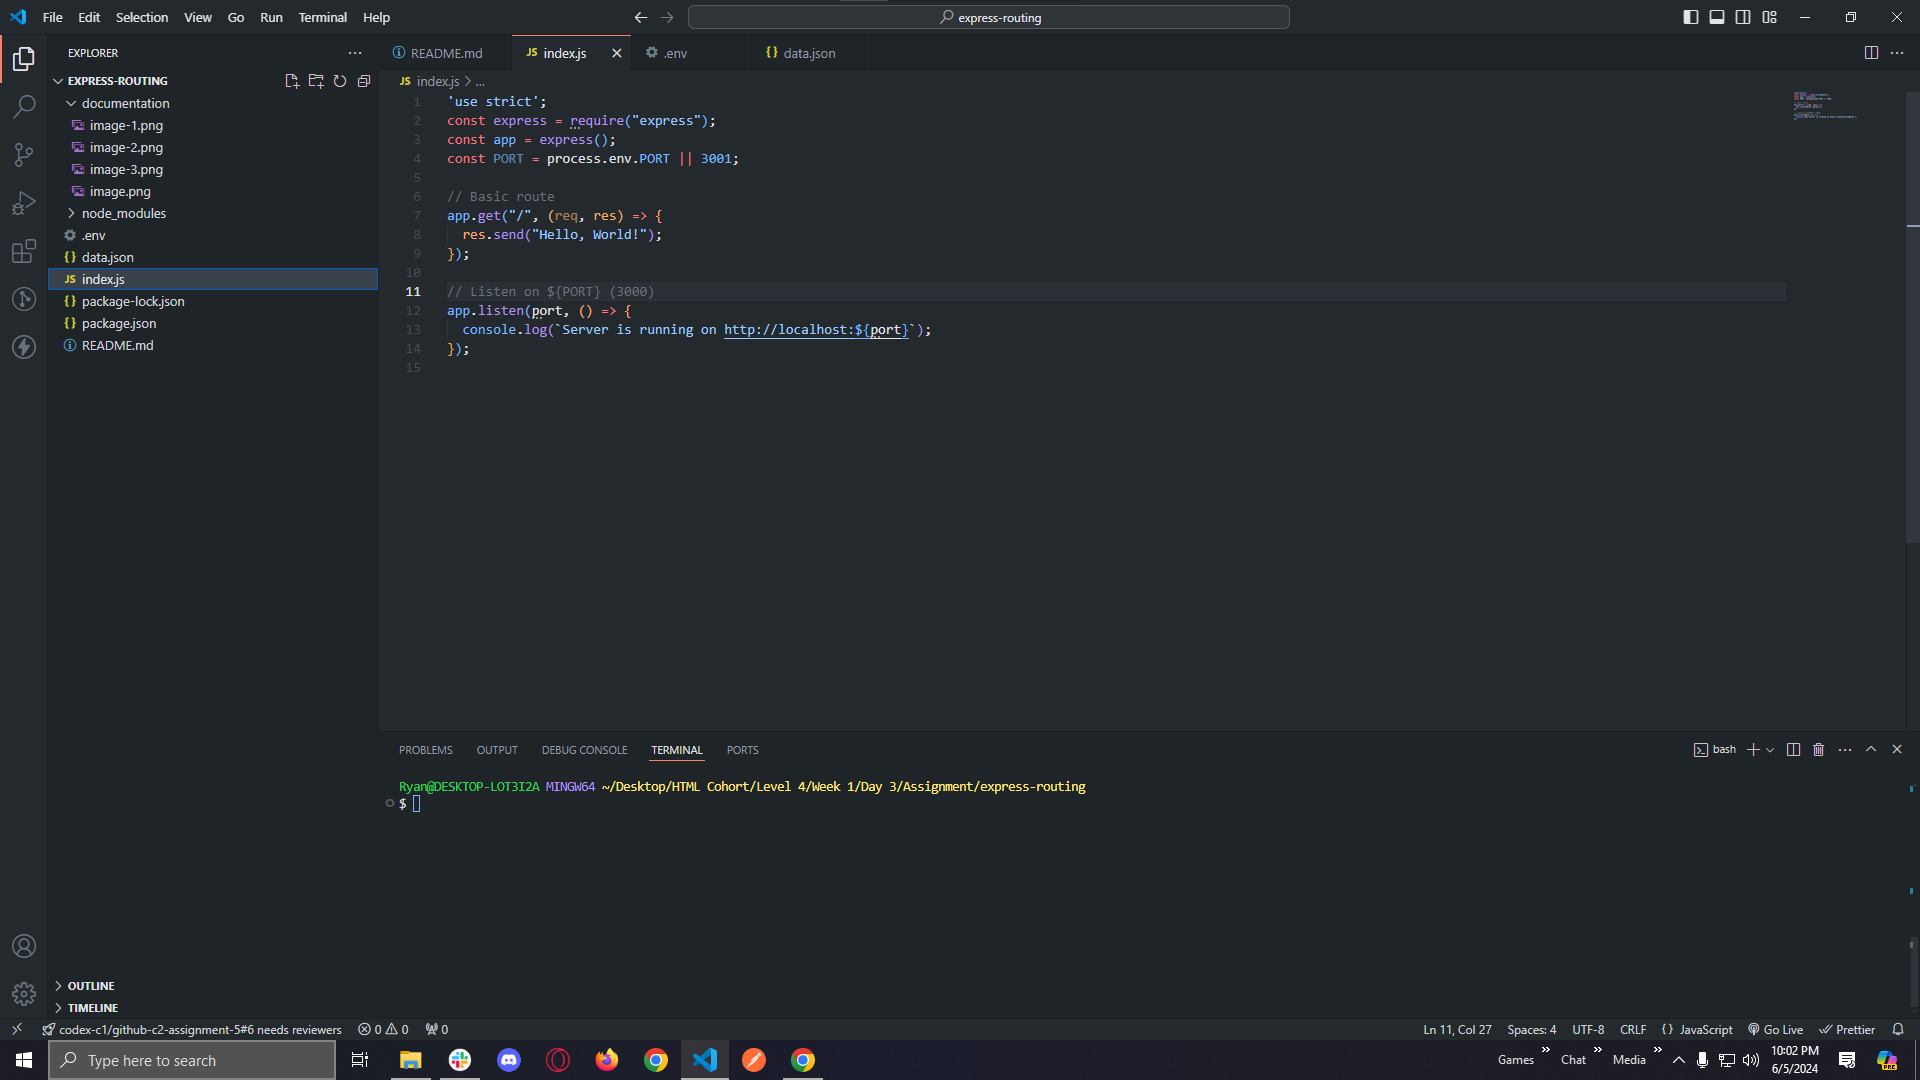 File Edit Selection View Go Run Terminal Help
express-routing
EXPLORER
EXPRESS-ROUTING
documentation
image-1.png
image-2.png
image-3.png
image.png
node_modules
.env
data.json
index.js
package-lock.json
package.json
README.md
OUTLINE
TIMELINE
README.md JS index.js .env {} data.json
JS index.js > ...
1 'use strict';
2 const express = require("express");
3 const app = express();
4 const PORT = process.env.PORT || 3001;
5
6 // Basic route
7 app.get("/", (req, res) => {
8 res.send("Hello, World!");
9 });
10
11 // Listen on ${PORT} (3000)
12 app.listen(port, () => {
13 console.log(`Server is running on http://localhost:${port}`);
14 });
15
PROBLEMS OUTPUT DEBUG CONSOLE TERMINAL PORTS
bash
Ryan@DESKTOP-LOT3I2A MINGW64 ~/Desktop/HTML Cohort/Level 4/Week 1/Day 3/Assignment/express-routing
$
codex-c1/github-c2-assignment-5#6 needs reviewers 0 0 0
Ln 11, Col 27 Spaces: 4 UTF-8 CRLF {} JavaScript Go Live Prettier
Type here to search
Games Chat Media
10:02 PM
6/5/2024